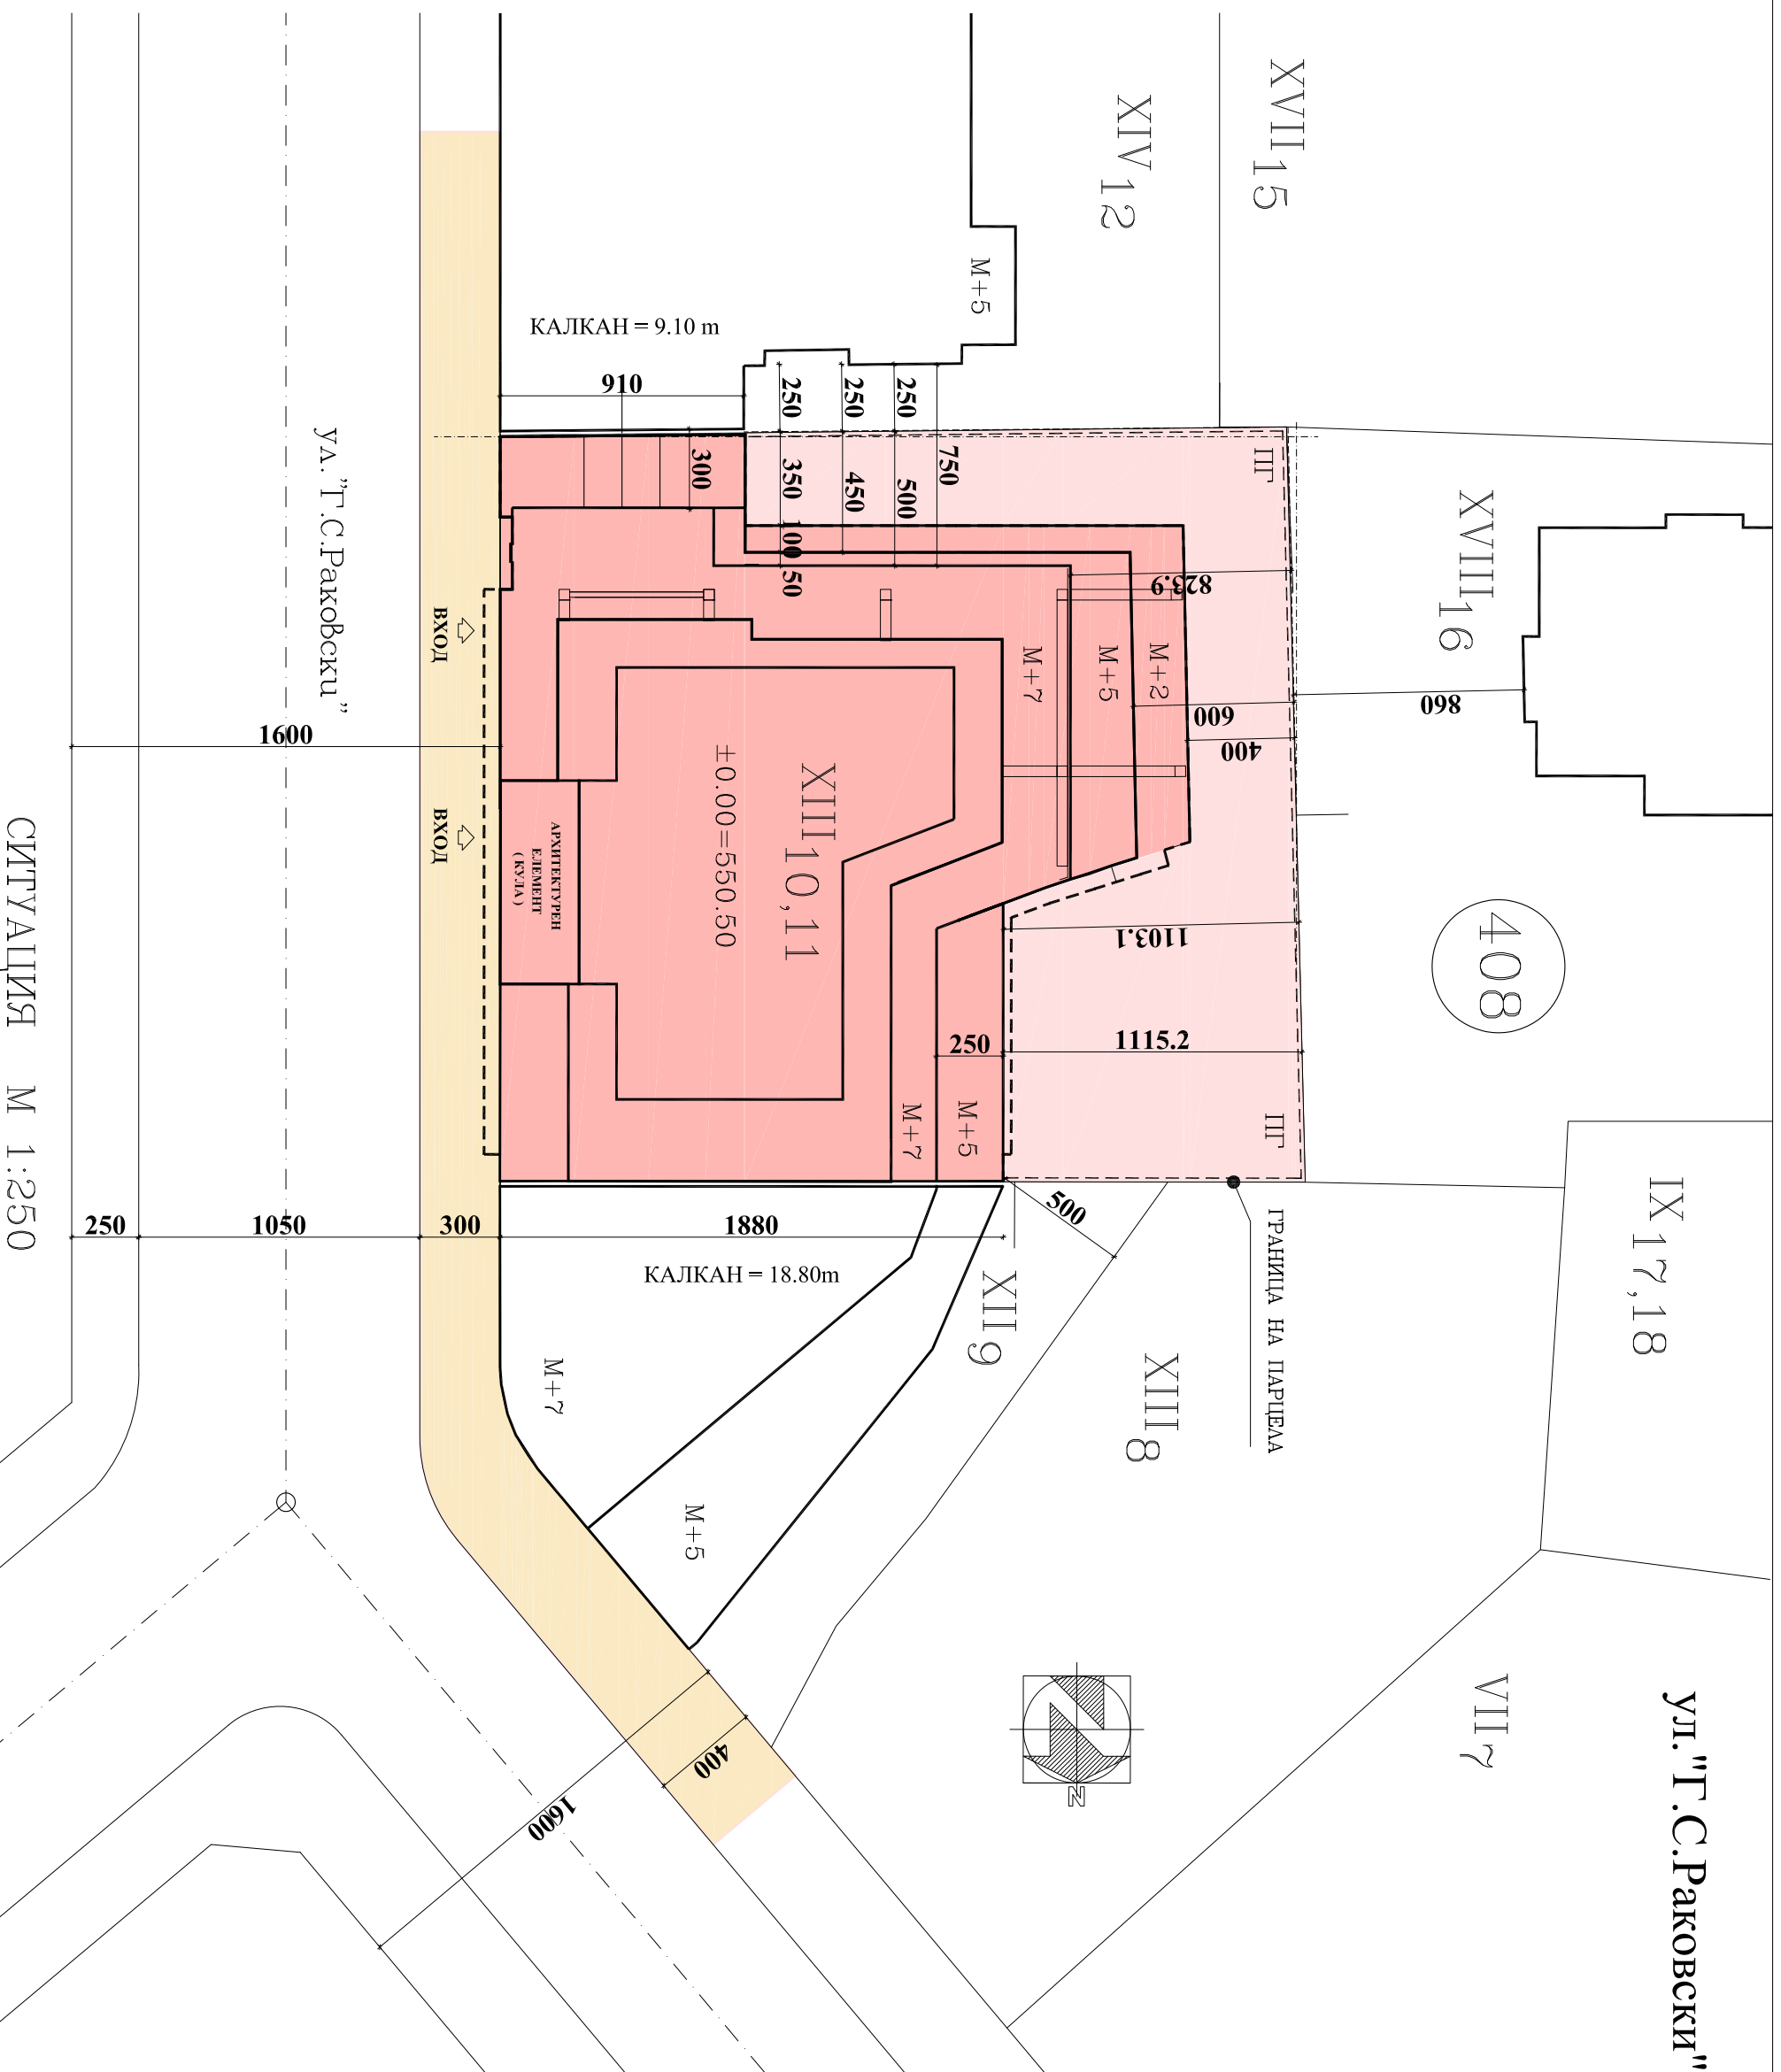 ул."Г.С.Раковски"
XVII 15
XIV 12
M+5
КАЛКАН = 9.10 m
910
250
250
250
350
450
500
750
100
50
300
ПГ
XVIII 16
860
823.9
600
400
M+2
M+5
M+7
408
1103.1
1115.2
250
ПГ
M+5
M+7
XIII 10,11
±0.00=550.50
АРХИТЕКТУРЕН
ЕЛЕМЕНТ
( КУЛА )
ВХОД
ВХОД
ул."Г.С.Раковски"
1600
250
1050
300
1880
КАЛКАН = 18.80m
500
ГРАНИЦА НА ПАРЦЕЛА
IX 17,18
XII 9
XIII 8
M+7
M+5
VII 7
N
400
1600
СИТУАЦИЯ М 1:250